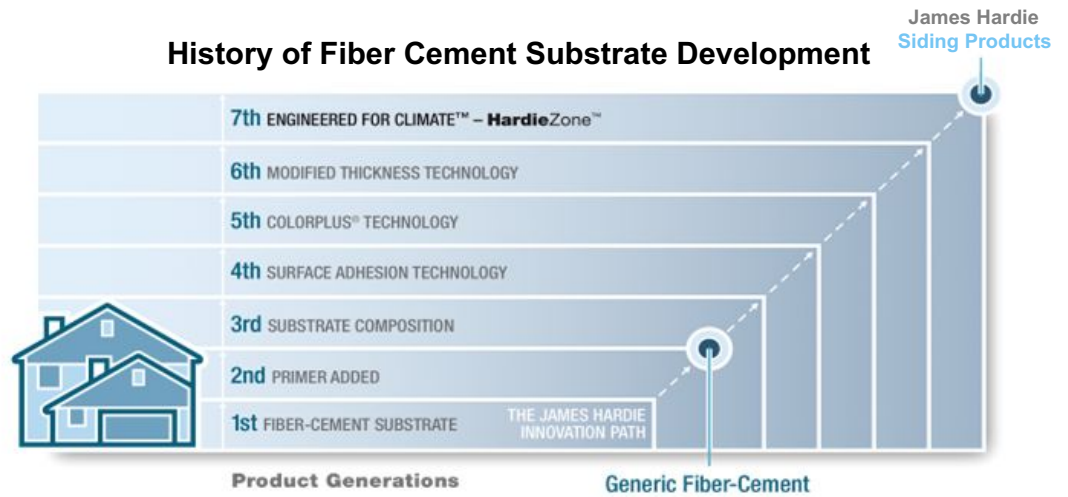 James Hardie
Siding Products
History of Fiber Cement Substrate Development
7th ENGINEERED FOR CLIMATE™ – HardieZone™
6th MODIFIED THICKNESS TECHNOLOGY
5th COLORPLUS® TECHNOLOGY
4th SURFACE ADHESION TECHNOLOGY
3rd SUBSTRATE COMPOSITION
2nd PRIMER ADDED
1st FIBER-CEMENT SUBSTRATE
THE JAMES HARDIE
INNOVATION PATH
Product Generations
Generic Fiber-Cement